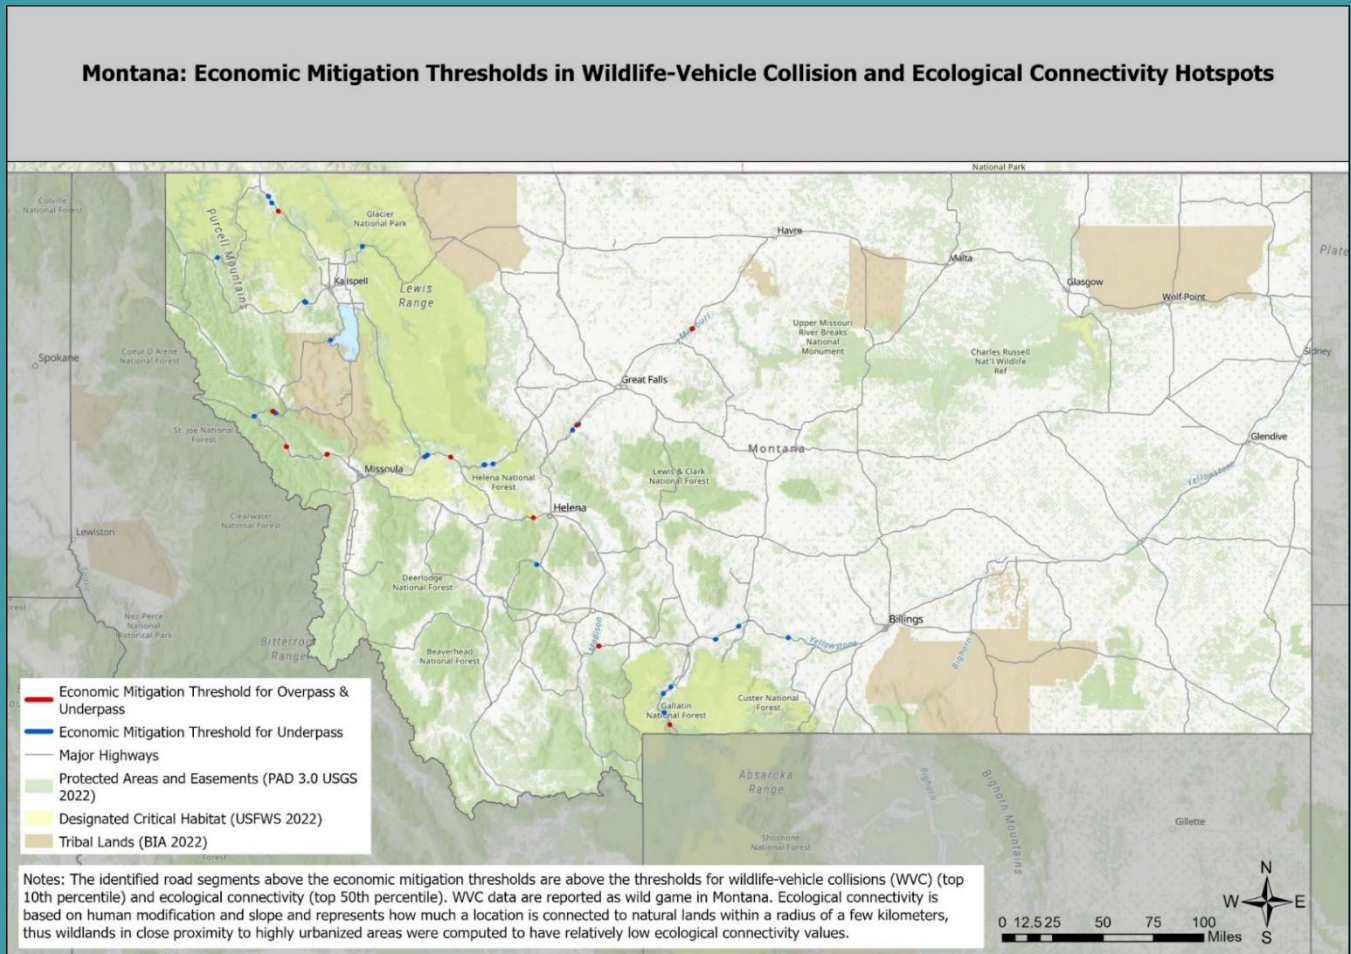 Montana: Economic Mitigation Thresholds in Wildlife-Vehicle Collision and Ecological Connectivity Hotspots
National Park
Colville
National Forest
Purcell Mountains
Glacier
National Park
Havre
Malta
Plate
Kalispell
Lewis
Range
Glasgow
Wolf Point
Missouri
Upper Missouri
River Breaks
National
Monument
Charles Russell
Nat'l Wildlife
Ref
Sidney
Spokane
Coeur D Alene
National Forest
Great Falls
St. Joe National
Forest
Montana
Glendive
Missoula
Helena National
Forest
Lewis & Clark
National Forest
Yellowstone
Helena
Clearwater
National Forest
Lewiston
Snake
Deerlodge
National Forest
orest
Nez Perce
National
Historical Park
Bitterroot
Range
Madison
Beaverhead
National Forest
Yellowstone
Billings
Bighorn
Gallatin
National Forest
Custer National
Forest
Absaroka
Range
Bighorn
Bighorn Mountains
Shoshone
National Forest
Gillette
Economic Mitigation Threshold for Overpass &
Underpass
Economic Mitigation Threshold for Underpass
Major Highways
Protected Areas and Easements (PAD 3.0 USGS
2022)
Designated Critical Habitat (USFWS 2022)
Tribal Lands (BIA 2022)
Forest
Notes: The identified road segments above the economic mitigation thresholds are above the thresholds for wildlife-vehicle collisions (WVC) (top
10th percentile) and ecological connectivity (top 50th percentile). WVC data are reported as wild game in Montana. Ecological connectivity is
based on human modification and slope and represents how much a location is connected to natural lands within a radius of a few kilometers,
thus wildlands in close proximity to highly urbanized areas were computed to have relatively low ecological connectivity values.
N
W E
S
0 12.5 25 50 75 100
Miles